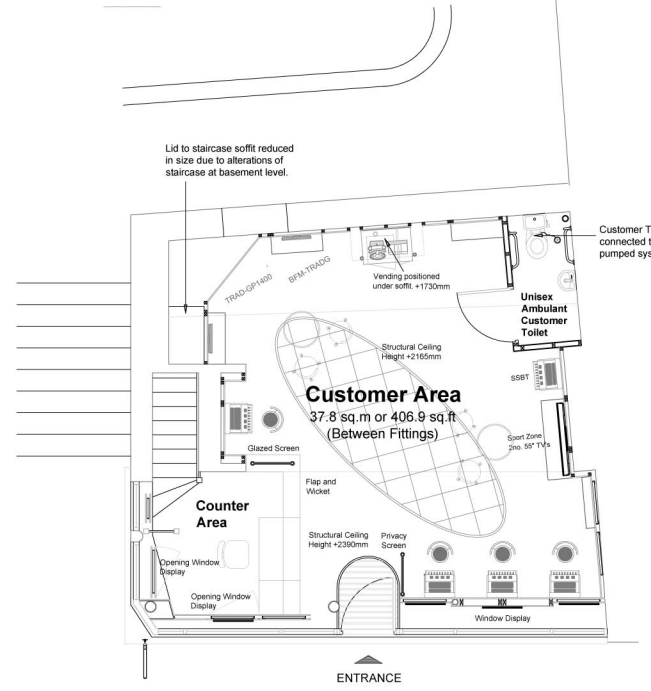 Lid to staircase soffit reduced
in size due to alterations of
staircase at basement level.
Customer T
connected t
pumped sys
TRAD-GP1400
BFM-TRADG
Vending positioned
under soffit. +1730mm
Unisex
Ambulant
Customer
Toilet
Structural Ceiling
Height +2165mm
SSBT
Customer Area
37.8 sq.m or 406.9 sq.ft
(Between Fittings)
Sport Zone
2no. 55" TV's
Glazed Screen
Flap and
Wicket
Counter
Area
Structural Ceiling
Height +2390mm
Privacy
Screen
Opening Window
Display
Opening Window
Display
Window Display
ENTRANCE